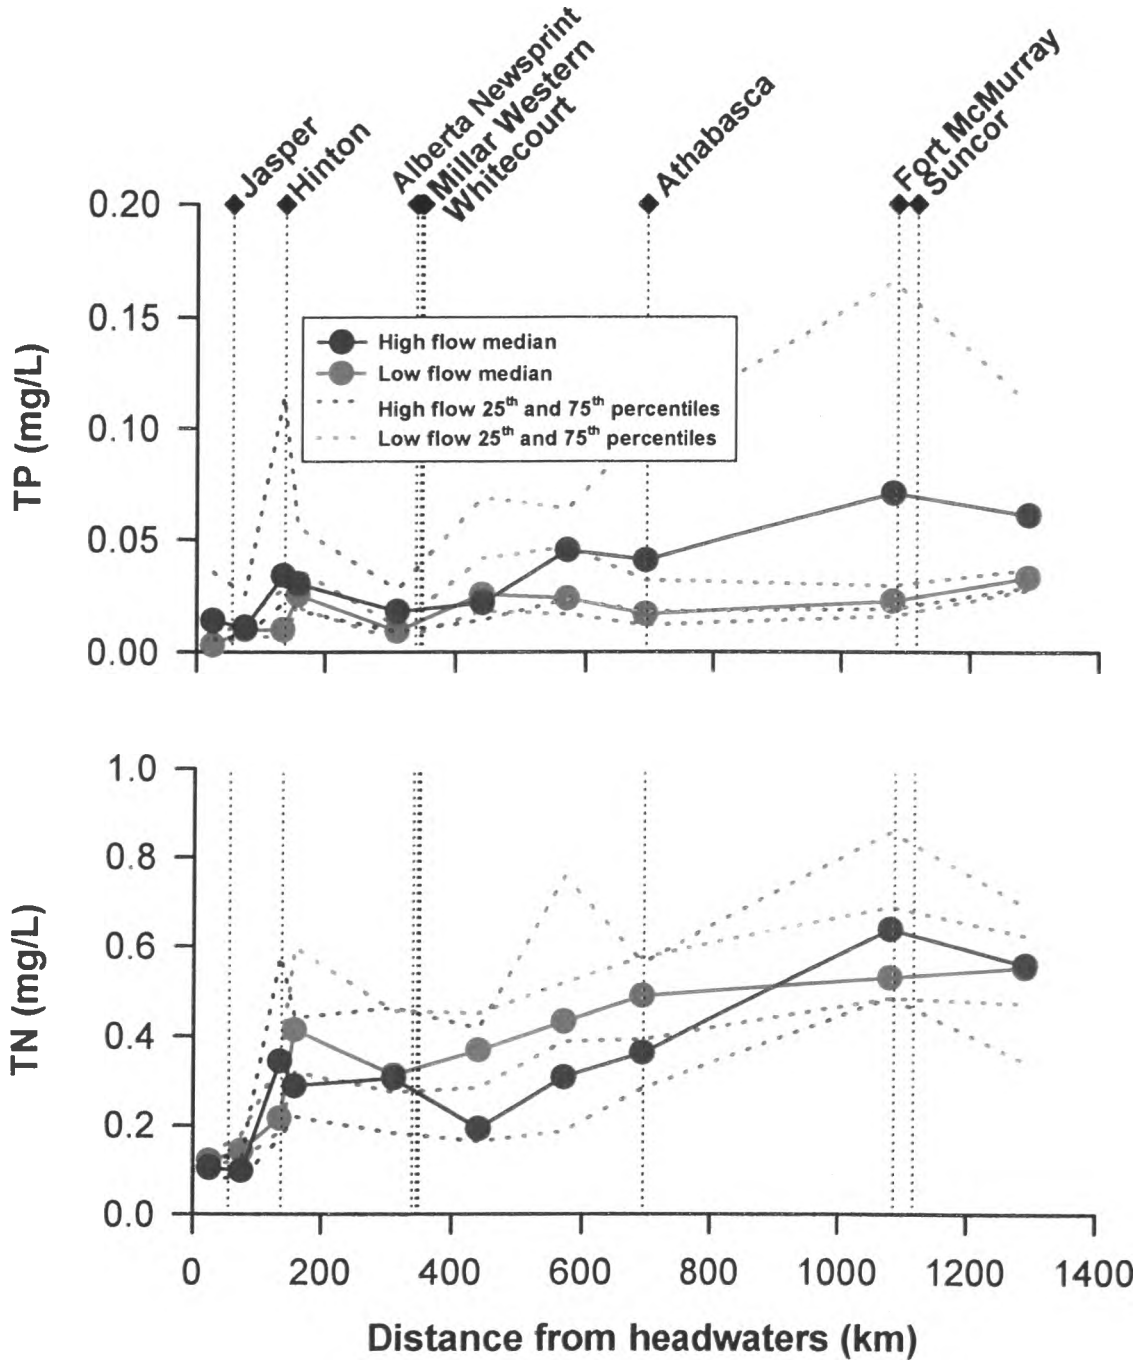 Jasper
Hinton
Alberta Newsprint
Millar Western
Whitecourt
Athabasca
Fort McMurray
Suncor
TP (mg/L)
0.20
0.15
0.10
0.05
0.00
High flow median
Low flow median
High flow 25th and 75th percentiles
Low flow 25th and 75th percentiles
TN (mg/L)
1.0
0.8
0.6
0.4
0.2
0.0
0 200 400 600 800 1000 1200 1400
Distance from headwaters (km)